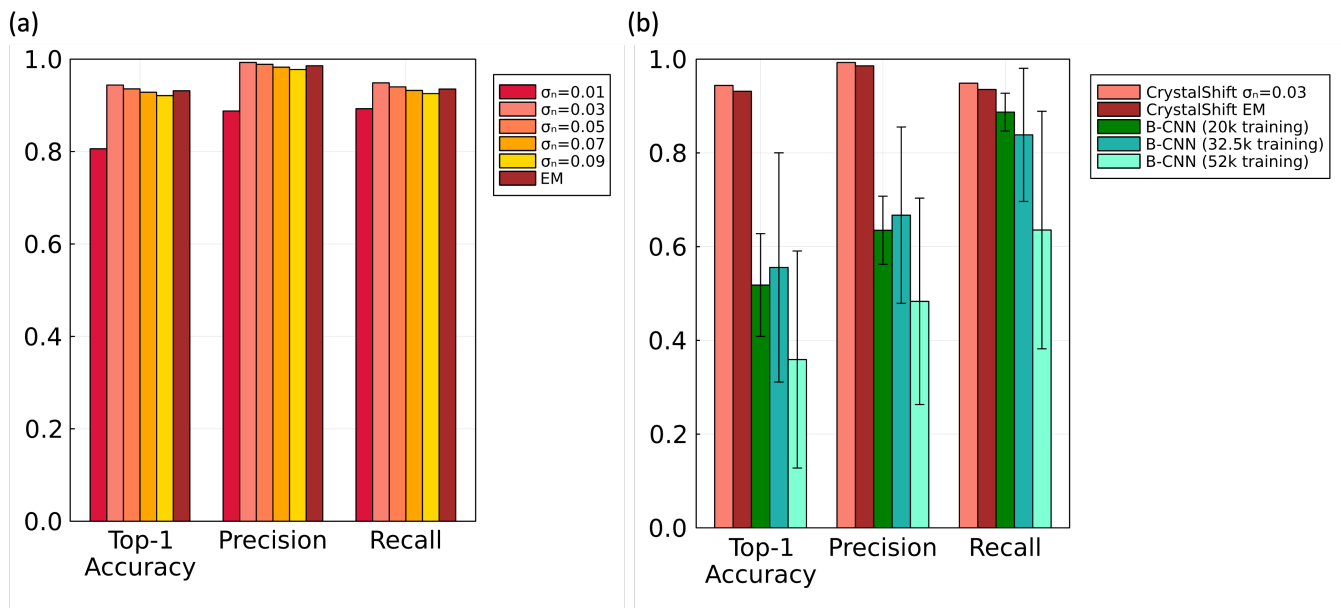 (a)
1.0
0.8
0.6
0.4
0.2
0.0
Top-1
Accuracy
Precision
Recall
σₙ=0.01
σₙ=0.03
σₙ=0.05
σₙ=0.07
σₙ=0.09
EM
(b)
1.0
0.8
0.6
0.4
0.2
0.0
Top-1
Accuracy
Precision
Recall
CrystalShift σₙ=0.03
CrystalShift EM
B-CNN (20k training)
B-CNN (32.5k training)
B-CNN (52k training)